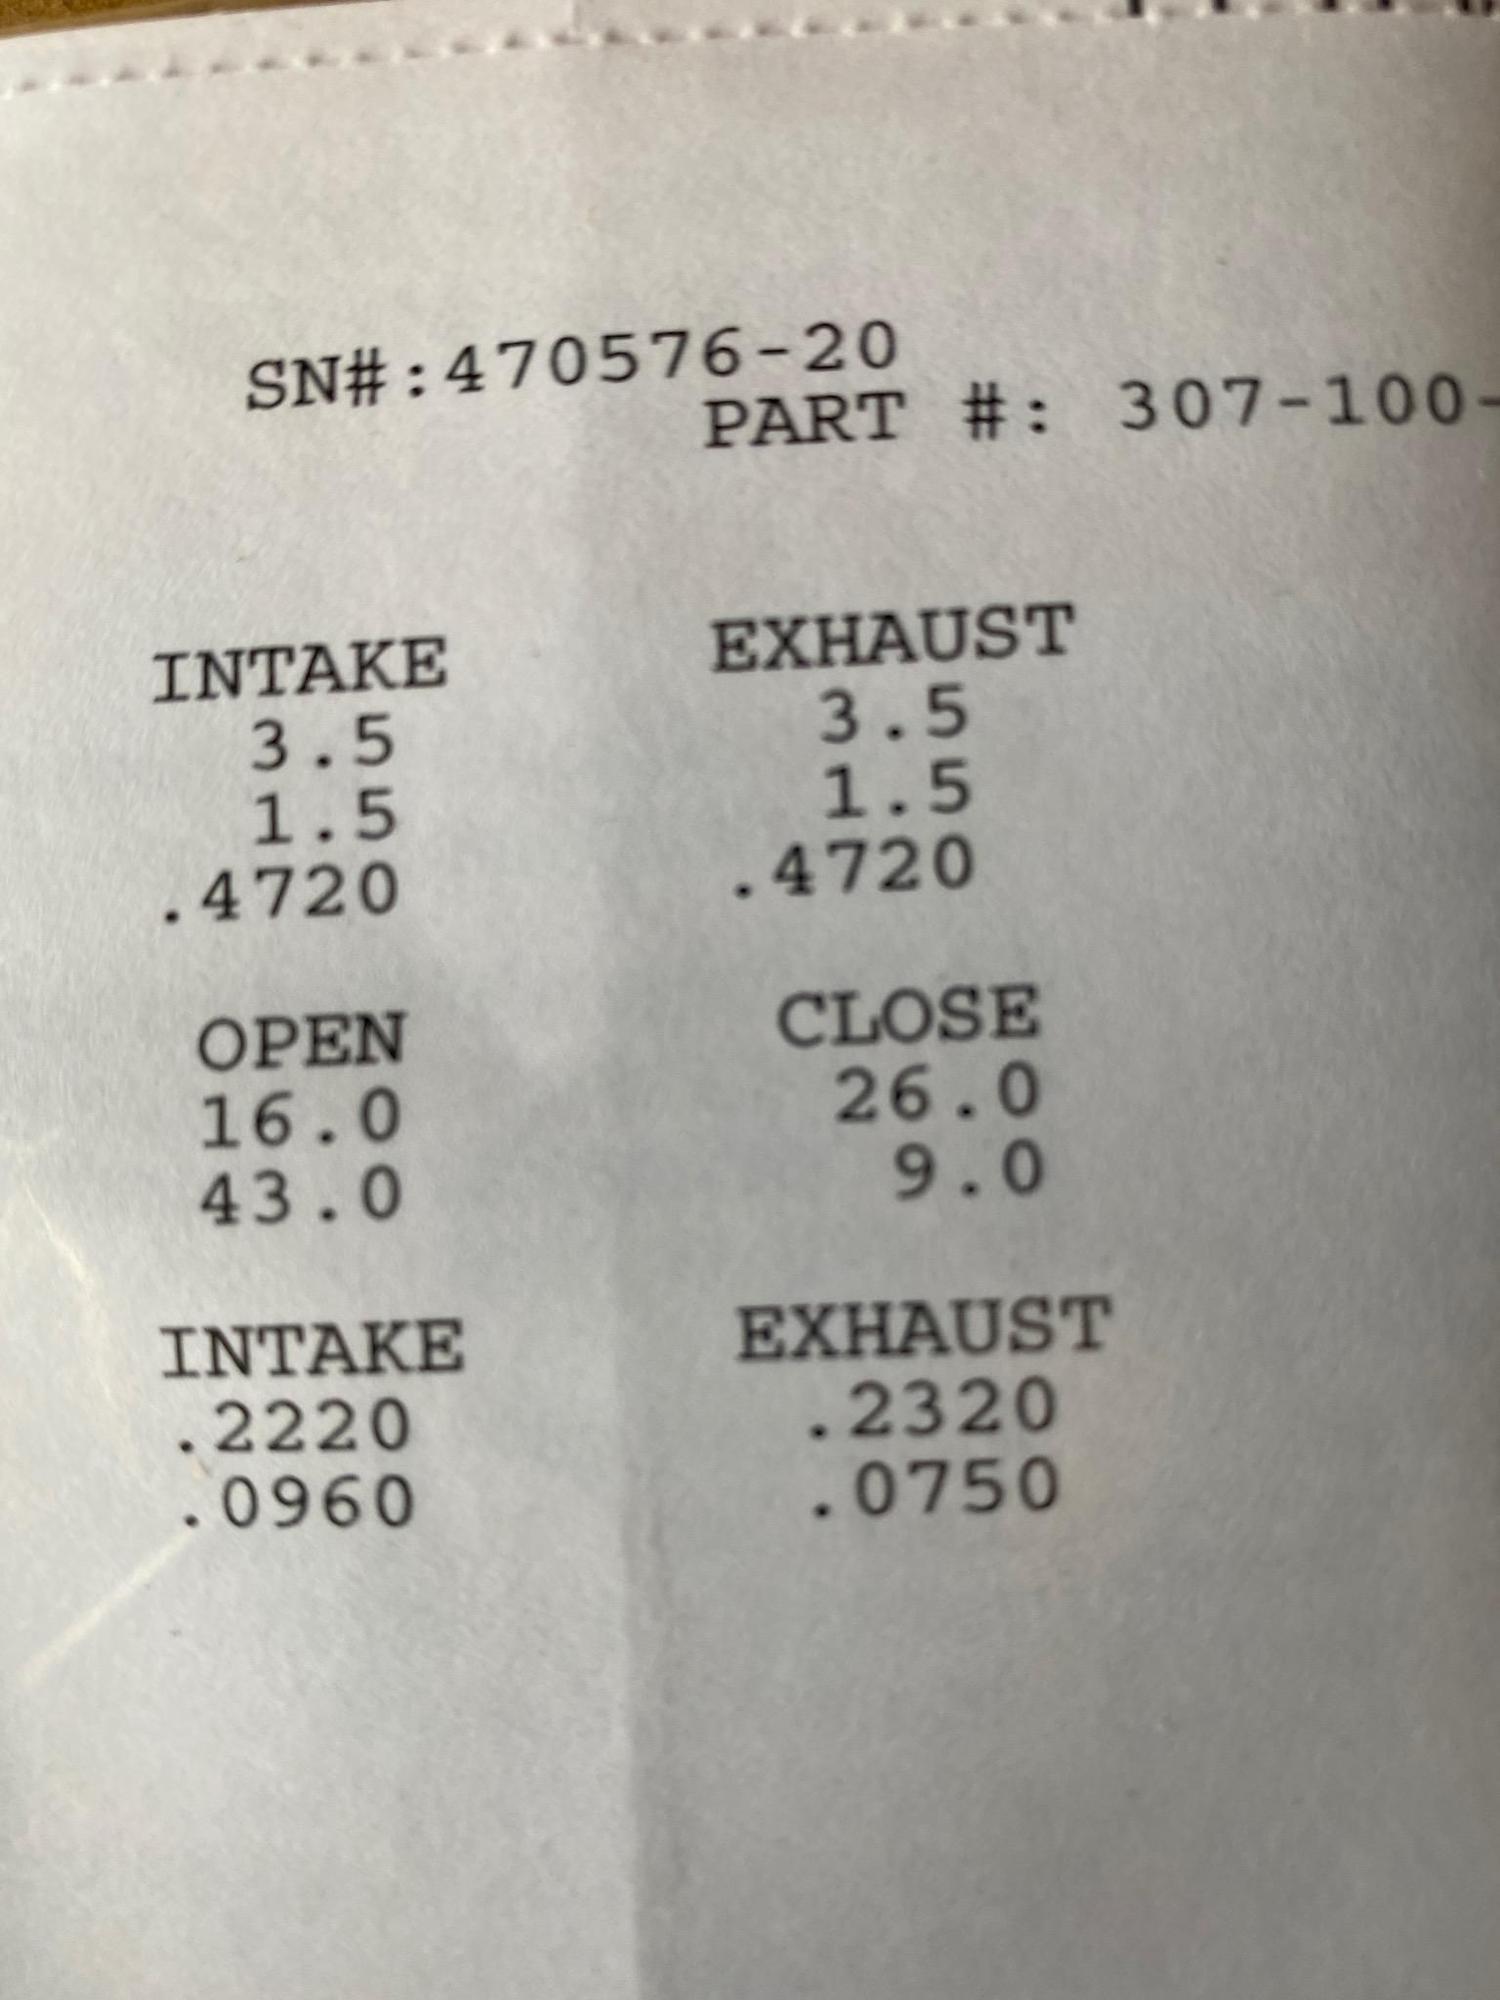 SN#:470576-20
PART #: 307-100-
INTAKE EXHAUST
3.5 3.5
1.5 1.5
.4720 .4720
OPEN CLOSE
16.0 26.0
43.0 9.0
INTAKE EXHAUST
.2220 .2320
.0960 .0750